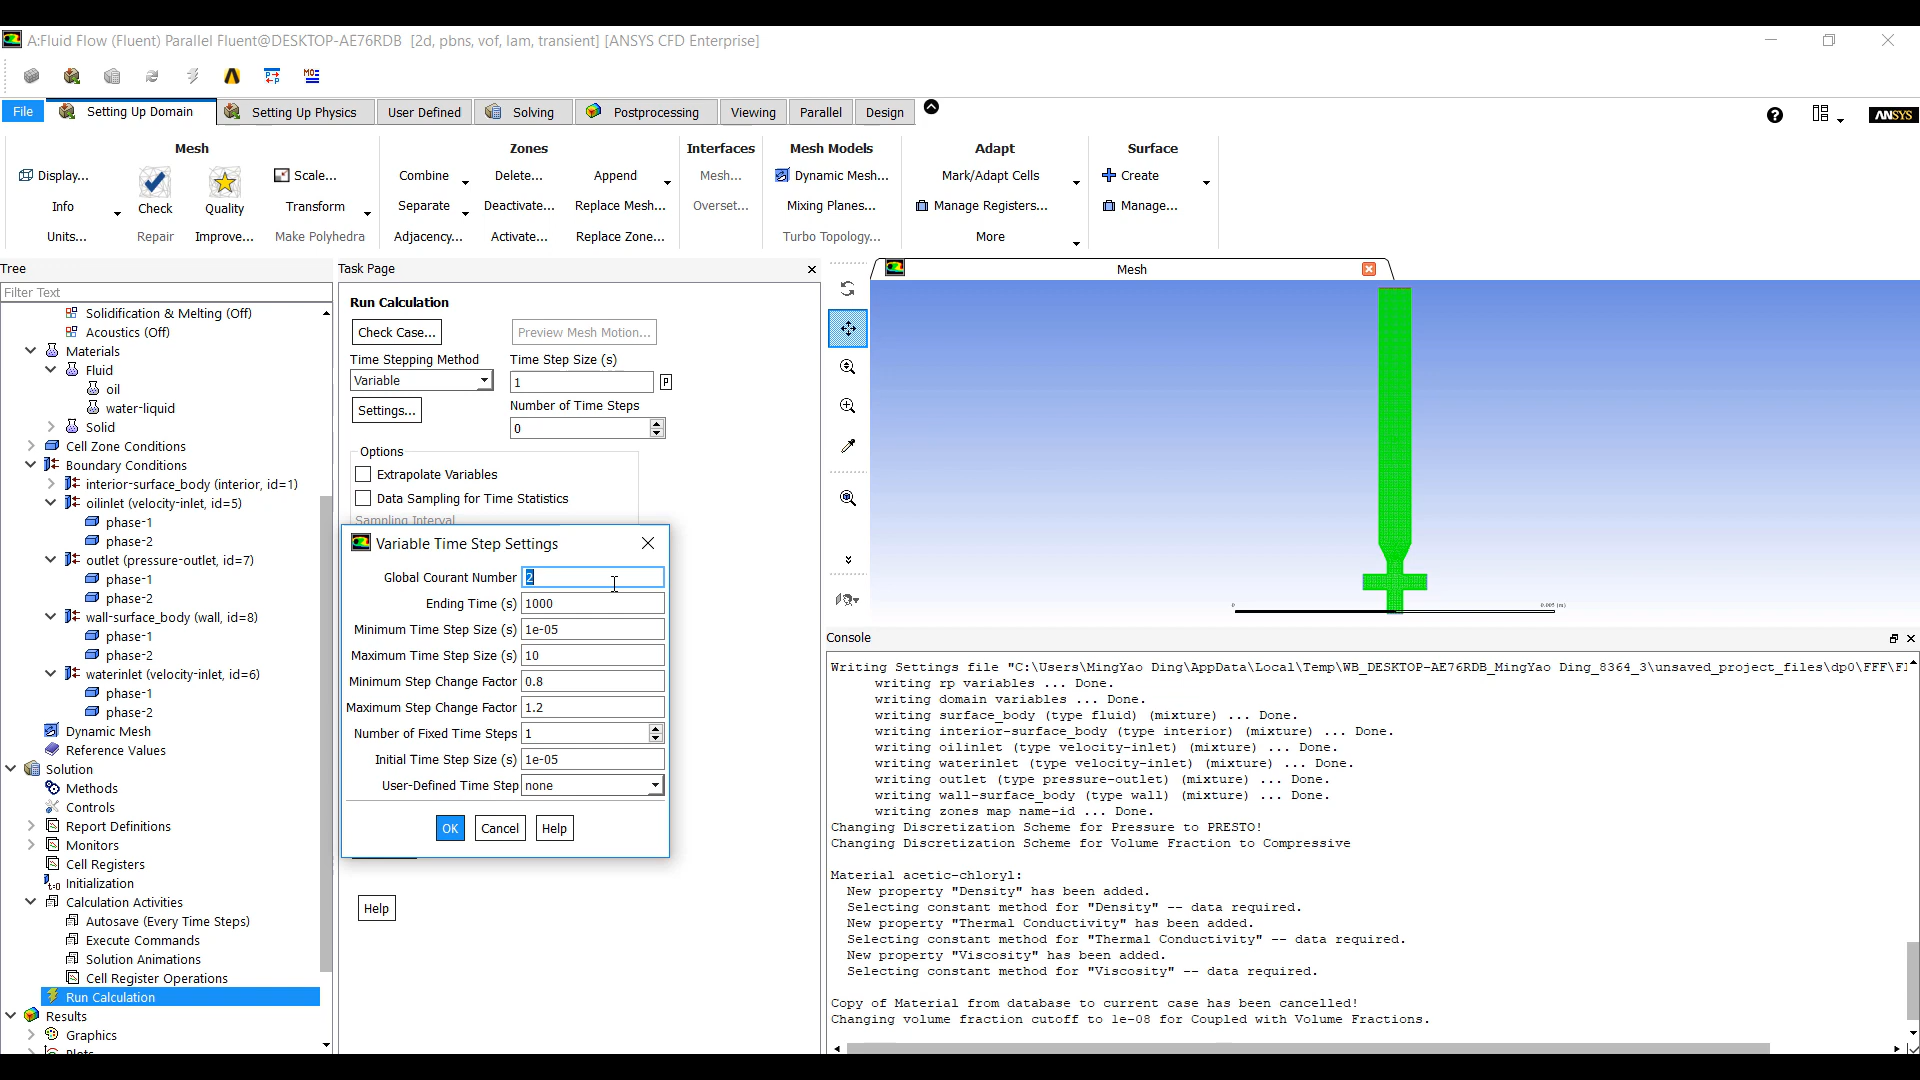 A:Fluid Flow (Fluent) Parallel Fluent@DESKTOP-AE76RDB [2d, pbns, vof, lam, transient] [ANSYS CFD Enterprise]
File Setting Up Domain Setting Up Physics User Defined Solving Postprocessing Viewing Parallel Design
ANSYS
Mesh Zones Interfaces Mesh Models Adapt Surface
Display... Scale... Combine Delete... Append Mesh... Dynamic Mesh... Mark/Adapt Cells Create
Info Check Quality Transform Separate Deactivate... Replace Mesh... Overset... Mixing Planes... Manage Registers... Manage...
Units... Repair Improve... Make Polyhedra Adjacency... Activate... Replace Zone... Turbo Topology... More
Tree
Filter Text
Solidification & Melting (Off)
Acoustics (Off)
Materials
Fluid
oil
water-liquid
Solid
Cell Zone Conditions
Boundary Conditions
interior-surface_body (interior, id=1)
oilinlet (velocity-inlet, id=5)
phase-1
phase-2
outlet (pressure-outlet, id=7)
phase-1
phase-2
wall-surface_body (wall, id=8)
phase-1
phase-2
waterinlet (velocity-inlet, id=6)
phase-1
phase-2
Dynamic Mesh
Reference Values
Solution
Methods
Controls
Report Definitions
Monitors
Cell Registers
Initialization
Calculation Activities
Autosave (Every Time Steps)
Execute Commands
Solution Animations
Cell Register Operations
Run Calculation
Results
Graphics
Plots
Task Page
Run Calculation
Check Case... Preview Mesh Motion...
Time Stepping Method Time Step Size (s)
Variable 1 P
Settings... Number of Time Steps
0
Options
Extrapolate Variables
Data Sampling for Time Statistics
Sampling Interval
Variable Time Step Settings
Global Courant Number 2
Ending Time (s) 1000
Minimum Time Step Size (s) 1e-05
Maximum Time Step Size (s) 10
Minimum Step Change Factor 0.8
Maximum Step Change Factor 1.2
Number of Fixed Time Steps 1
Initial Time Step Size (s) 1e-05
User-Defined Time Step none
OK Cancel Help
Help
Mesh
0 0.005 (m)
Console
Writing Settings file "C:\Users\MingYao Ding\AppData\Local\Temp\WB_DESKTOP-AE76RDB_MingYao Ding_8364_3\unsaved_project_files\dp0\FFF\
writing rp variables ... Done.
writing domain variables ... Done.
writing surface_body (type fluid) (mixture) ... Done.
writing interior-surface_body (type interior) (mixture) ... Done.
writing oilinlet (type velocity-inlet) (mixture) ... Done.
writing waterinlet (type velocity-inlet) (mixture) ... Done.
writing outlet (type pressure-outlet) (mixture) ... Done.
writing wall-surface_body (type wall) (mixture) ... Done.
writing zones map name-id ... Done.
Changing Discretization Scheme for Pressure to PRESTO!
Changing Discretization Scheme for Volume Fraction to Compressive
Material acetic-chloryl:
New property "Density" has been added.
Selecting constant method for "Density" -- data required.
New property "Thermal Conductivity" has been added.
Selecting constant method for "Thermal Conductivity" -- data required.
New property "Viscosity" has been added.
Selecting constant method for "Viscosity" -- data required.
Copy of Material from database to current case has been cancelled!
Changing volume fraction cutoff to 1e-08 for Coupled with Volume Fractions.